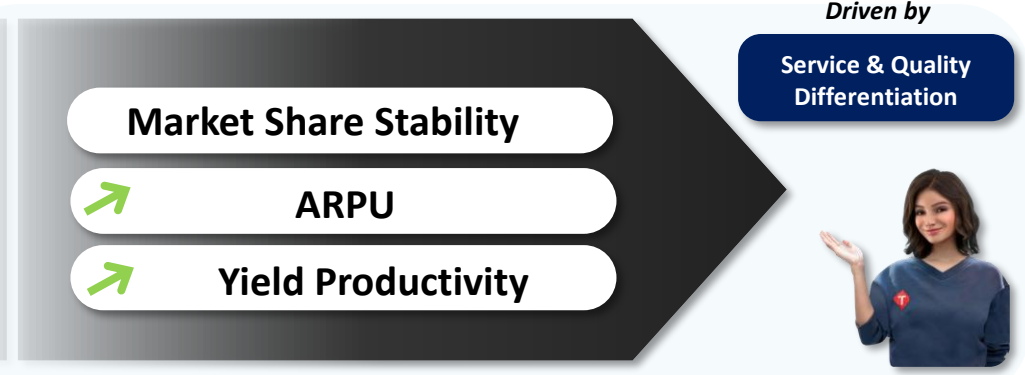 Driven by
Service & Quality
Differentiation
Market Share Stability
ARPU
Yield Productivity
T